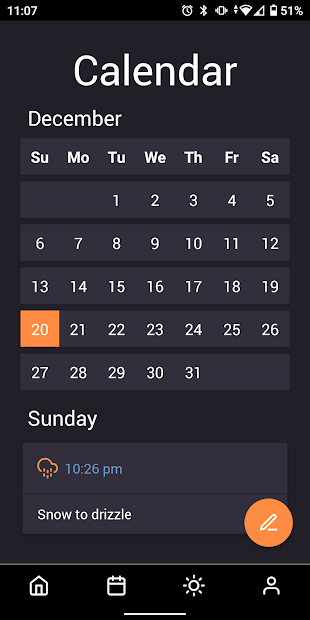 11:07 51%
Calendar
December
Su Mo Tu We Th Fr Sa
1 2 3 4 5
6 7 8 9 10 11 12
13 14 15 16 17 18 19
20 21 22 23 24 25 26
27 28 29 30 31
Sunday
10:26 pm
Snow to drizzle